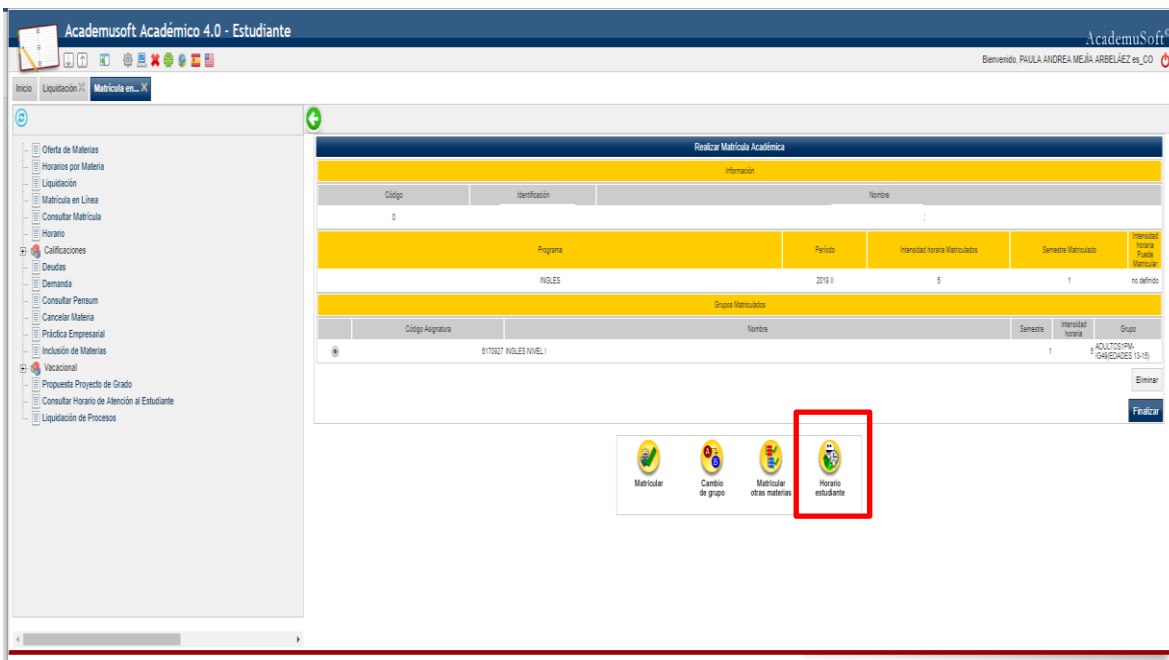 Academusoft Académico 4.0 - Estudiante
AcademuSoft
Bienvenido, PAULA ANDREA MEJÍA ARBELÁEZ es_CO
Inicio Liquidación Matrícula en...
Oferta de Materias
Horarios por Materia
Liquidación
Matrícula en Línea
Consultar Matrícula
Horario
Calificaciones
Deudas
Demanda
Consultar Pensum
Cancelar Materia
Práctica Empresarial
Inclusión de Materias
Vacacional
Propuesta Proyecto de Grado
Consultar Horario de Atención al Estudiante
Liquidación de Procesos
Realizar Matrícula Académica
Información
Código Identificación Nombre
0
Programa Período Intensidad horaria Matriculados Semestre Matriculado Intensidad horaria Puede Matricular
INGLES 2019 II 5 1 no definido
Grupos Matriculados
Código Asignatura Nombre Semestre Intensidad horaria Grupo
6170927 INGLES NIVEL I 1 5 ADULTOS1PM-
IG49(EDADES 13-15)
Eliminar
Finalizar
Matrícular
Cambio
de grupo
Matrícular
otras materias
Horario
estudiante